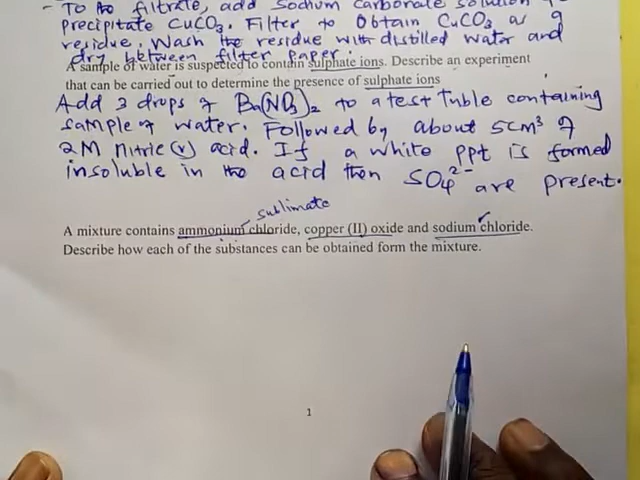 - To the filtrate, add sodium carbonate solution to
precipitate CuCO3. Filter to obtain CuCO3 as a
residue. Wash the residue with distilled water and
dry between filter paper.
A sample of water is suspected to contain sulphate ions. Describe an experiment
that can be carried out to determine the presence of sulphate ions
Add 3 drops of Ba(NO3)2 to a test tube containing
sample of water. Followed by about 5cm³ of
2M nitric(v) acid. If a white ppt is formed
insoluble in the acid then SO4²⁻ are present.
sublimate
A mixture contains ammonium chloride, copper (II) oxide and sodium chloride.
Describe how each of the substances can be obtained form the mixture.
1